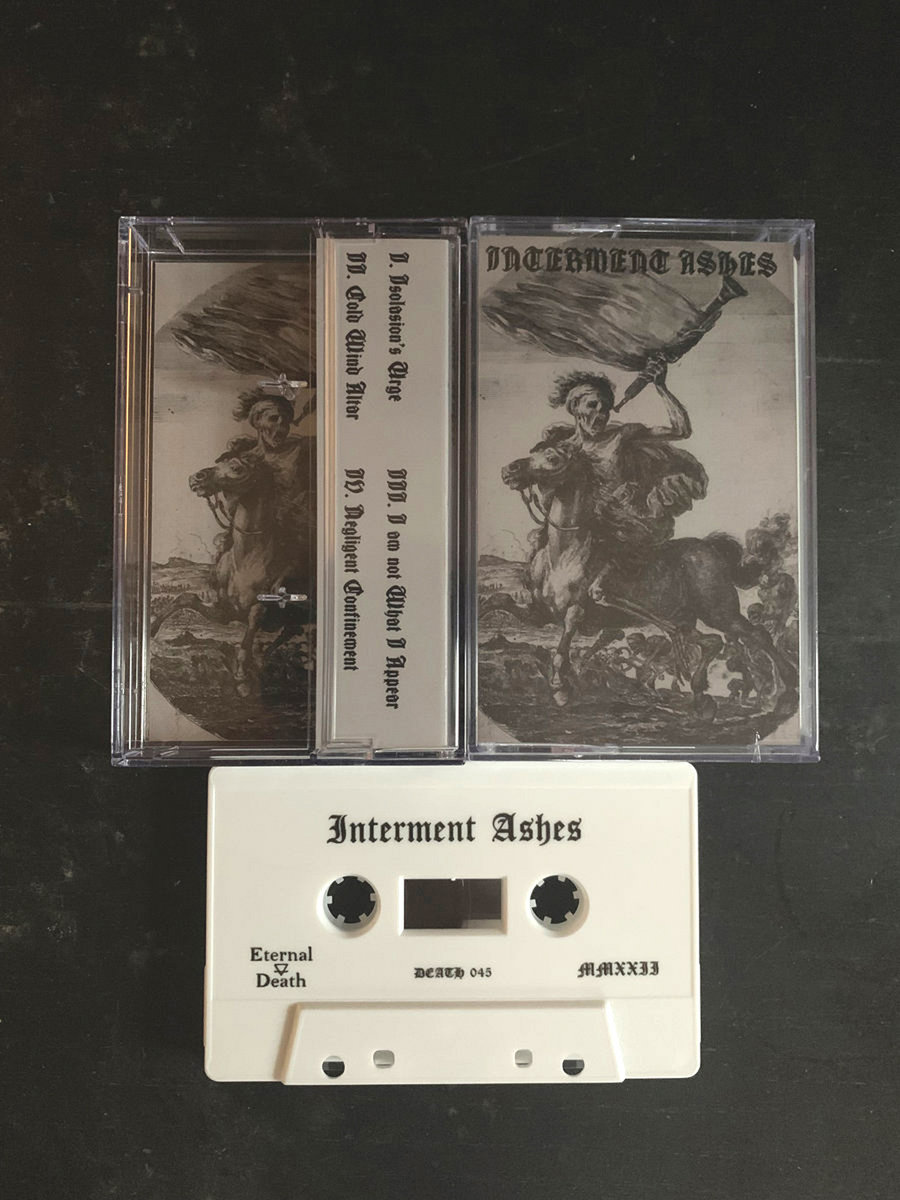 INTERMENT ASHES
I. Isolasion's Urge
II. Cold Wind Altar
III. I am not What I Appear
IV. Negligent Confinement
Interment Ashes
Eternal
Death
DEATH 045
MMXXII